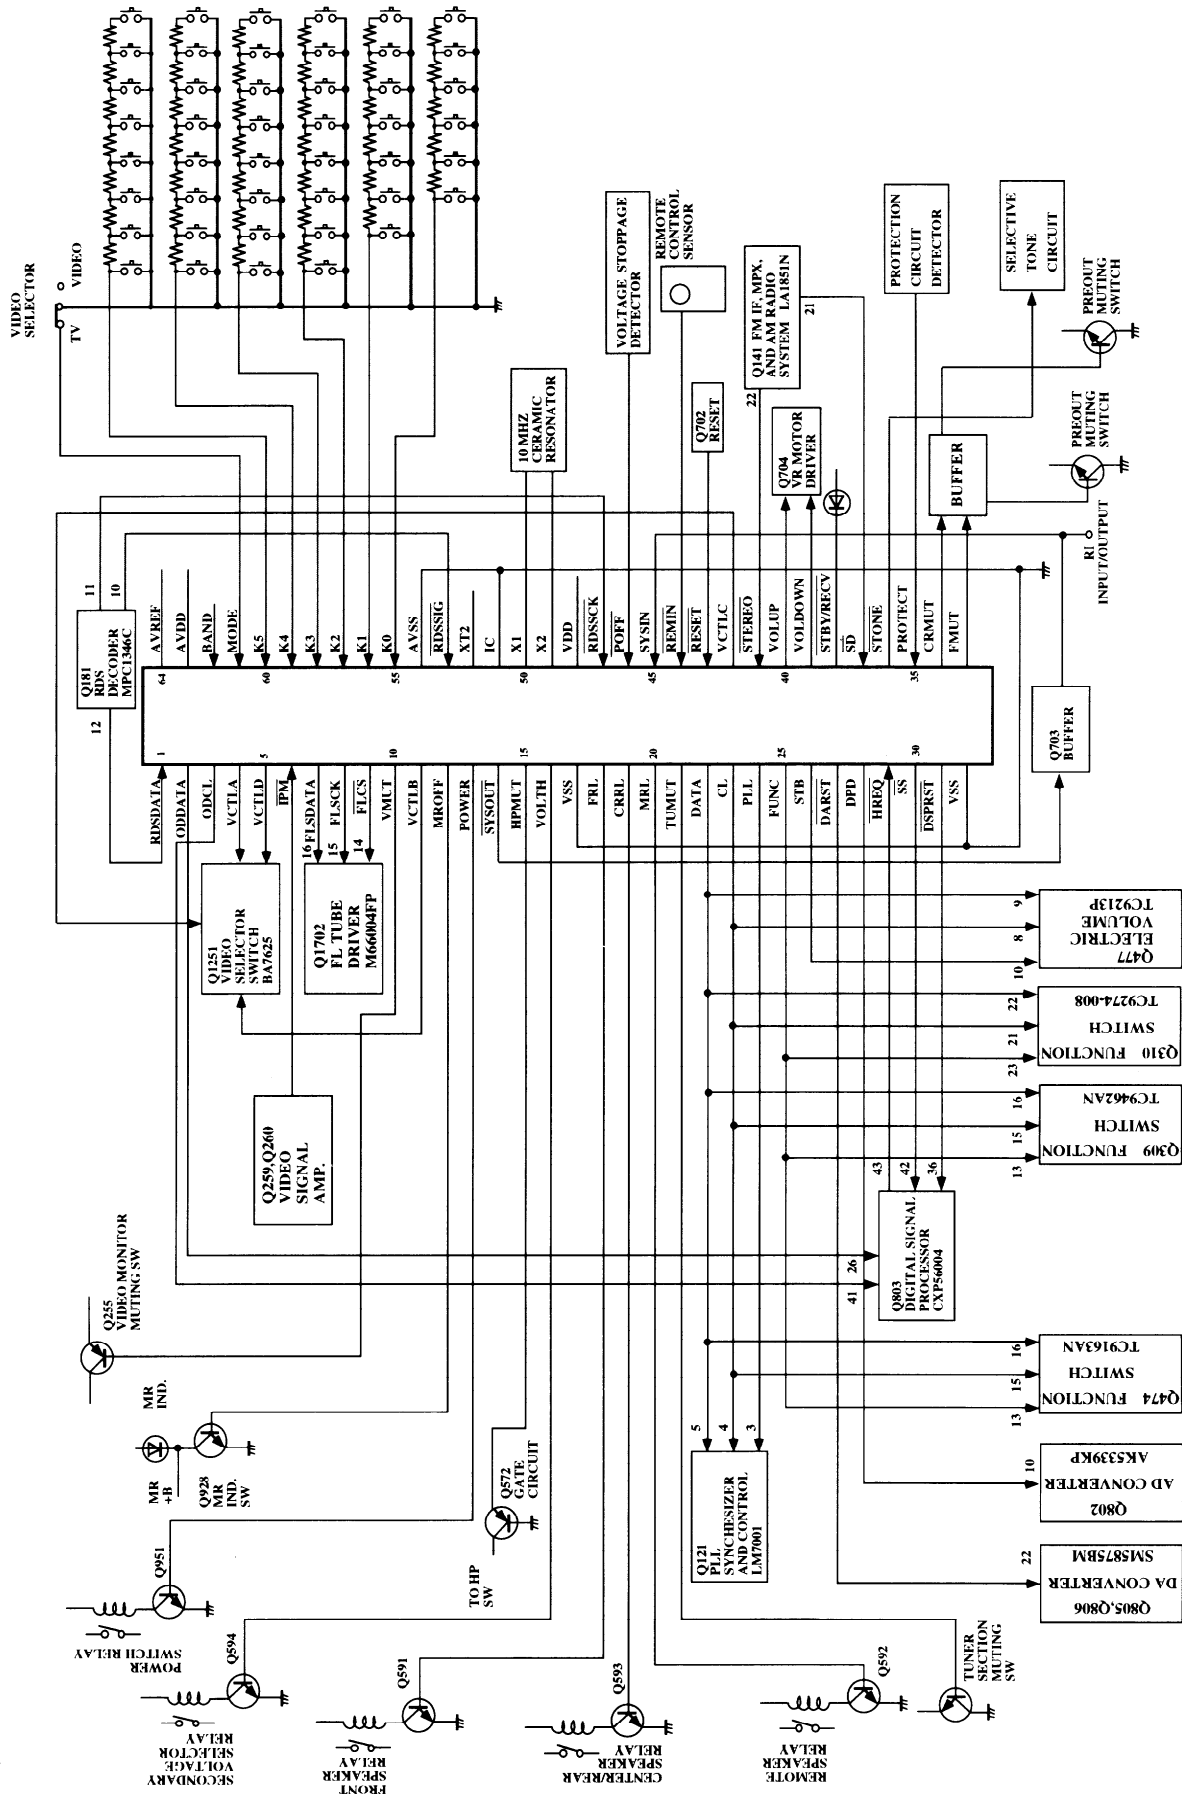 VIDEO
SELECTOR
TV
VIDEO
VOLTAGE STOPPAGE
DETECTOR
REMOTE
CONTROL
SENSOR
Q141 FM IF, MPX,
AND AM RADIO
SYSTEM LA1851N
21
22
PROTECTION
CIRCUIT
DETECTOR
SELECTIVE
TONE
CIRCUIT
PREOUT
MUTING
SWITCH
10 MHZ
CERAMIC
RESONATOR
Q702
RESET
Q704
VR MOTOR
DRIVER
BUFFER
PREOUT
MUTING
SWITCH
RI
INPUT/OUTPUT
11
10
Q181
RDS
DECODER
MPC1346C
12
AVREF
AVDD
BAND
MODE
K5
K4
K3
K2
K1
K0
AVSS
RDSSIG
XT2
IC
X1
X2
VDD
RDSSCK
POFF
SYSIN
REMIN
RESET
VCTLC
STEREO
VOLUP
VOLDOWN
STBY/RECV
SD
STONE
PROTECT
CRMUT
FMUT
64
60
55
50
45
40
35
1
5
10
15
20
25
30
RDSDATA
ODDATA
ODCL
VCTLA
VCTLD
IPM
FLSDATA
FLSCK
FLCS
VMUT
VCTLB
MROFF
POWER
SYSOUT
HPMUT
VOLTH
VSS
FRL
CRRL
MRL
TUMUT
DATA
CL
PLL
FUNC
STB
DARST
DPD
HREQ
SS
DSPRST
VSS
Q703
BUFFER
Q1251
VIDEO
SELECTOR
SWITCH
BA7625
16
15
14
Q1702
FL TUBE
DRIVER
M66004FP
Q259,Q260
VIDEO
SIGNAL
AMP.
9
8
10
Q477
ELECTRIC
VOLUME
TC9213P
22
21
23
Q310 FUNCTION
SWITCH
TC9274-008
16
15
13
Q309 FUNCTION
SWITCH
TC9462AN
43
42
36
26
41
Q803
DIGITAL SIGNAL
PROCESSOR
CXP56004
Q255
VIDEO MONITOR
MUTING SW
MR
IND.
MR
+B
Q928
MR
IND.
SW
Q572
GATE
CIRCUIT
TO HP
SW
5
4
3
Q121
PLL
SYNCHESIZER
AND CONTROL
LM7001
16
15
13
Q474 FUNCTION
SWITCH
TC9163AN
10
Q802
AD CONVERTER
AK5339KP
22
Q805,Q806
DA CONVERTER
SM5875BM
Q951
POWER
SWITCH RELAY
Q594
SECONDARY
VOLTAGE
SELECTOR
RELAY
Q591
FRONT
SPEAKER
RELAY
Q593
CENTER/REAR
SPEAKER
RELAY
Q592
REMOTE
SPEAKER
RELAY
TUNER
SECTION
MUTING
SW